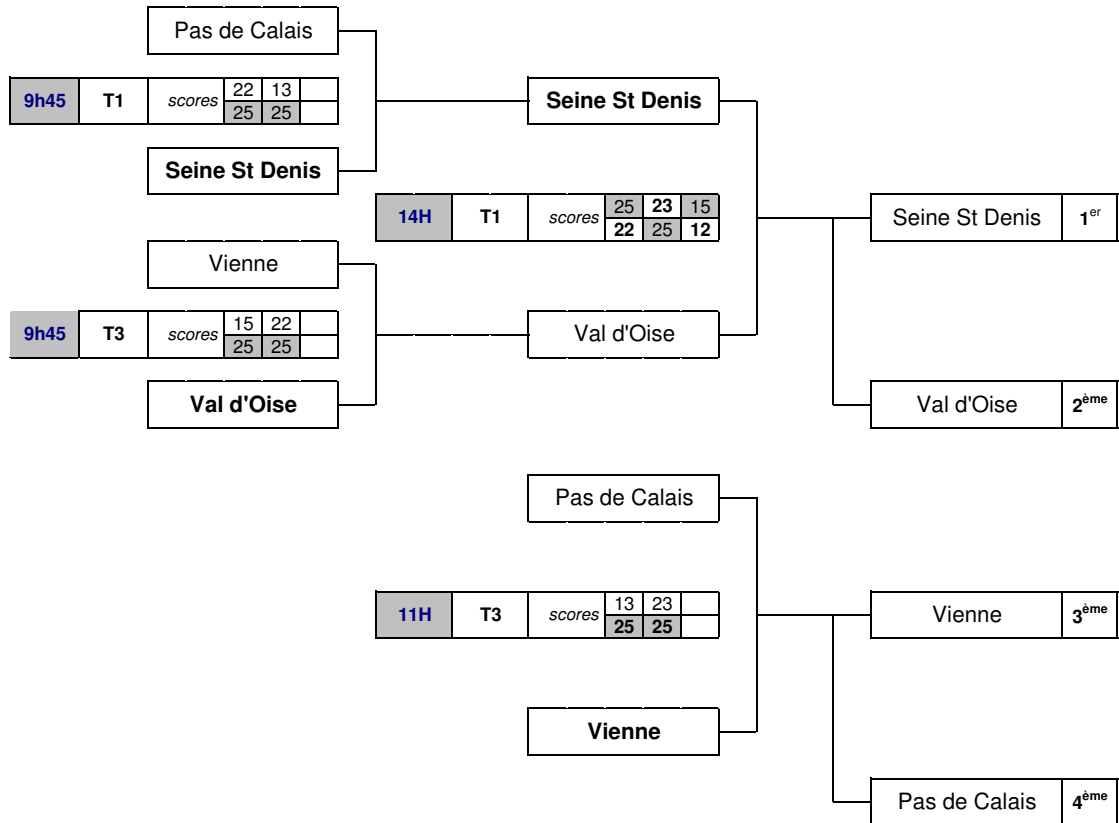 Pas de Calais
9h45 T1 scores 22 13
25 25
Seine St Denis
Seine St Denis
14H T1 scores 25 23 15
22 25 12
Seine St Denis 1er
Vienne
9h45 T3 scores 15 22
25 25
Val d'Oise
Val d'Oise
Val d'Oise 2ème
Pas de Calais
11H T3 scores 13 23
25 25
Vienne 3ème
Vienne
Pas de Calais 4ème